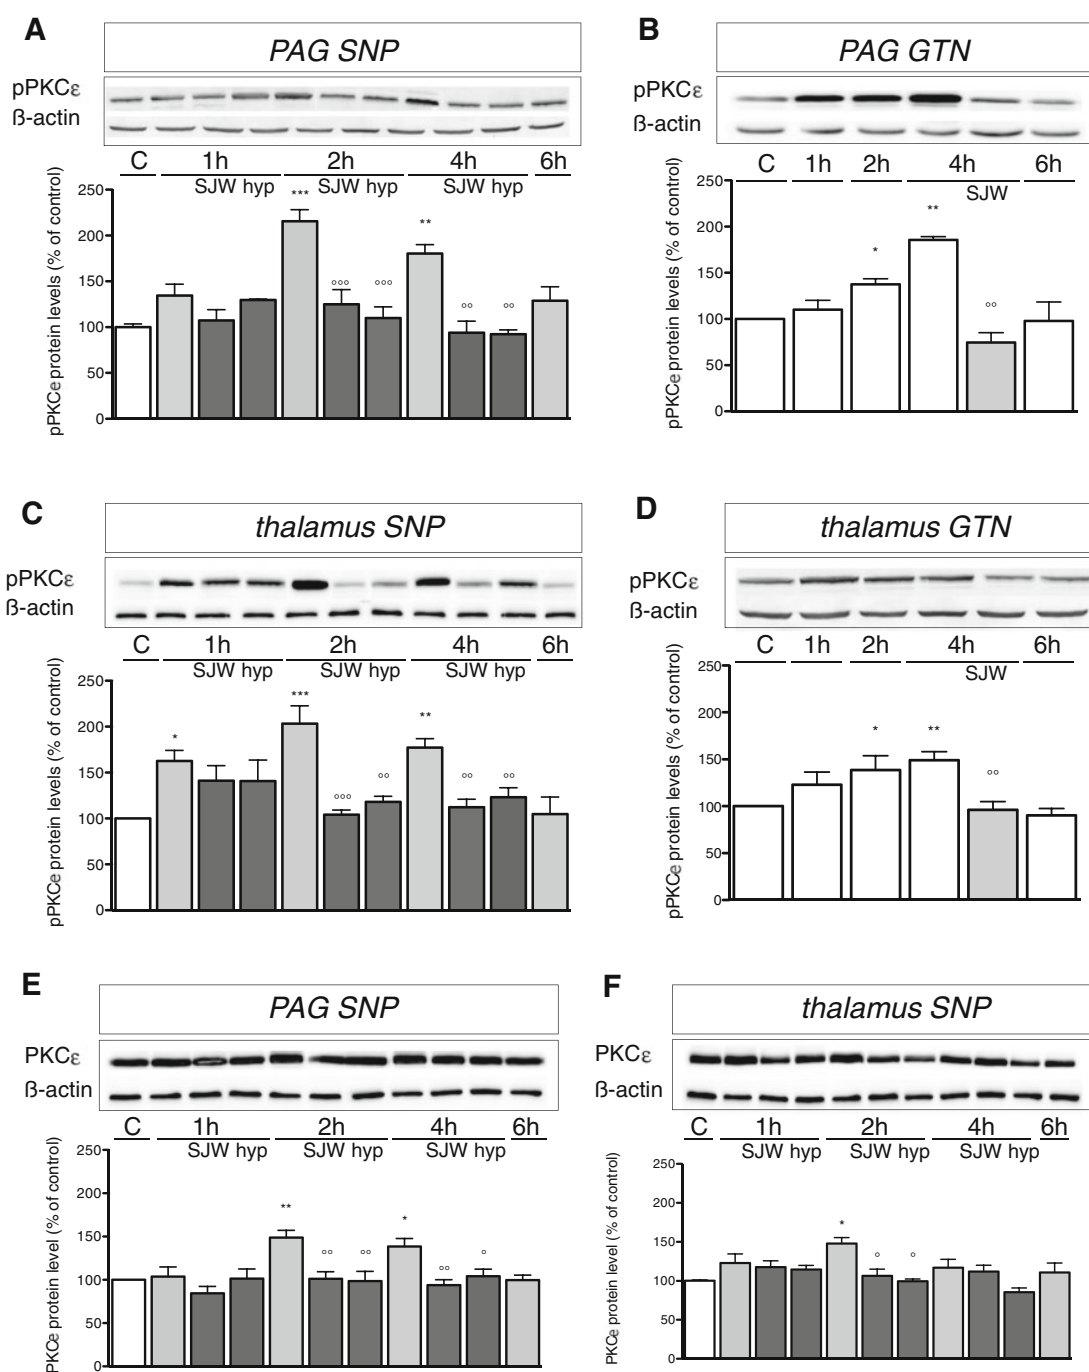 A
PAG SNP
pPKCε
ß-actin
C 1h 2h 4h 6h
SJW hyp SJW hyp SJW hyp
pPKCe protein levels (% of control)
250
200
150
100
50
0
***
°°°
°°°
**
°°
°°
B
PAG GTN
pPKCε
ß-actin
C 1h 2h 4h 6h
SJW
pPKCe protein levels (% of control)
250
200
150
100
50
0
*
**
°°
C
thalamus SNP
pPKCε
ß-actin
C 1h 2h 4h 6h
SJW hyp SJW hyp SJW hyp
pPKCe protein levels (% of control)
250
200
150
100
50
0
*
***
°°°
°°
**
°°
°°
D
thalamus GTN
pPKCε
ß-actin
C 1h 2h 4h 6h
SJW
pPKCe protein levels (% of control)
250
200
150
100
50
0
*
**
°°
E
PAG SNP
PKCε
ß-actin
C 1h 2h 4h 6h
SJW hyp SJW hyp SJW hyp
PKCe protein level (% of control)
250
200
150
100
50
0
**
°°
°°
*
°°
°
F
thalamus SNP
PKCε
ß-actin
C 1h 2h 4h 6h
SJW hyp SJW hyp SJW hyp
PKCe protein level (% of control)
250
200
150
100
50
0
*
°
°